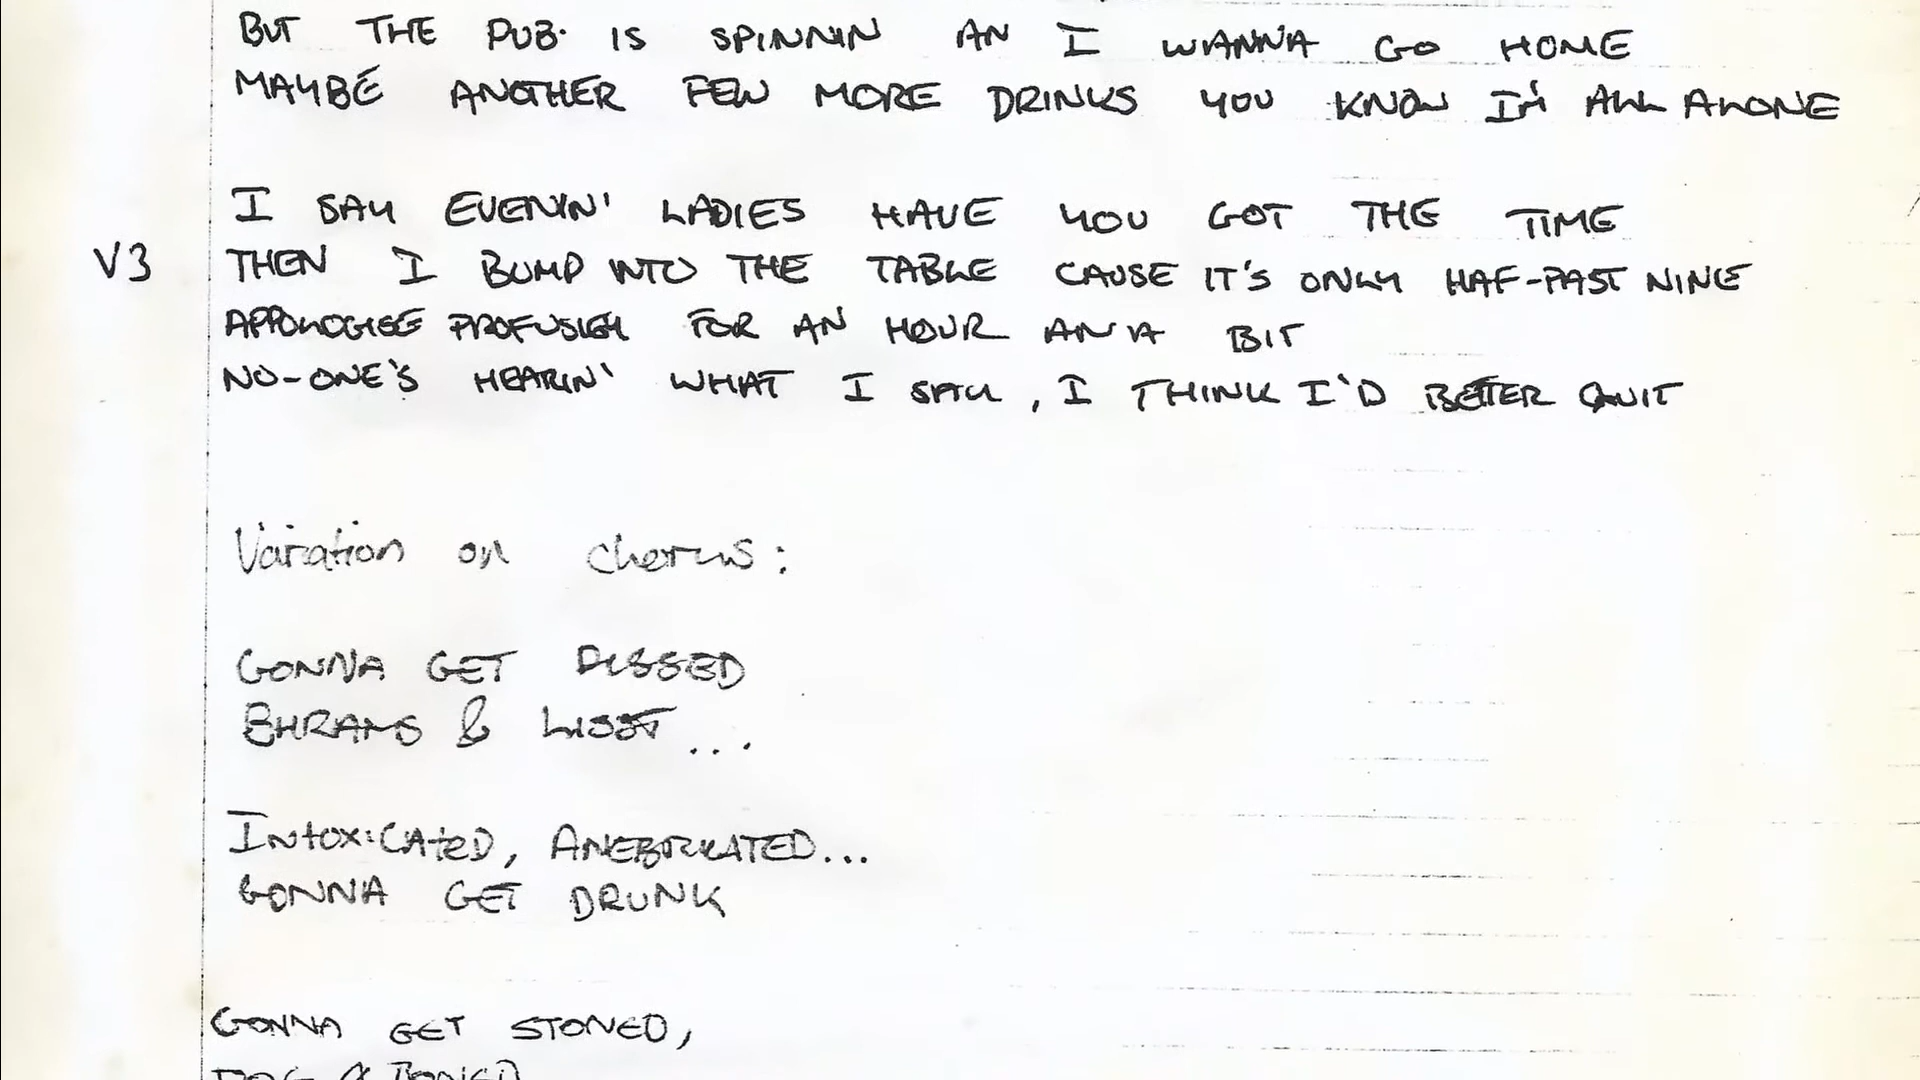 BUT THE PUB. IS SPINNIN AN I WANNA GO HOME
MAYBE ANOTHER FEW MORE DRINKS YOU KNOW I'M ALL ALONE
I SAY EVENIN' LADIES HAVE YOU GOT THE TIME
V3 THEN I BUMP INTO THE TABLE CAUSE IT'S ONLY HAF-PAST NINE
APPOLOGISE PROFUSLEY FOR AN HOUR AN A BIT
NO-ONE'S HEARIN' WHAT I SAY, I THINK I'D BETTER QUIT
Variation on chorus:
GONNA GET PISSED
BHRAMS & LISST...
INtOXiCAteD, ANEBRIATED...
GONNA GET DRUNK
GONNA GET STONED,
DOG & BONED